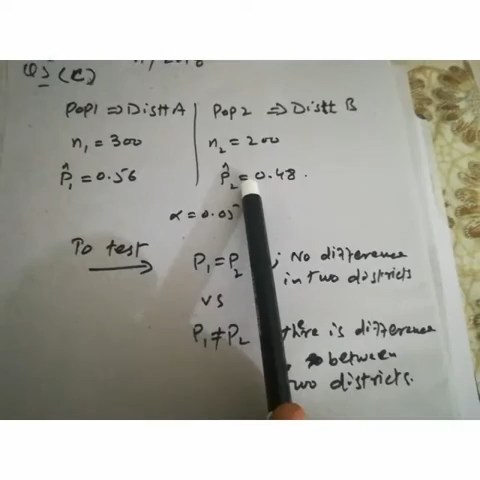 Q3 (C)
Pop1 ⇒ Distt A
n₁ = 300
P̂₁ = 0.56
Pop 2 ⇒ Distt B
n₂ = 200
P̂₂ = 0.48.
α = 0.05
To test
P₁ = P₂ ; No difference
in two districts
vs
P₁ ≠ P₂ there is difference
between
two districts.